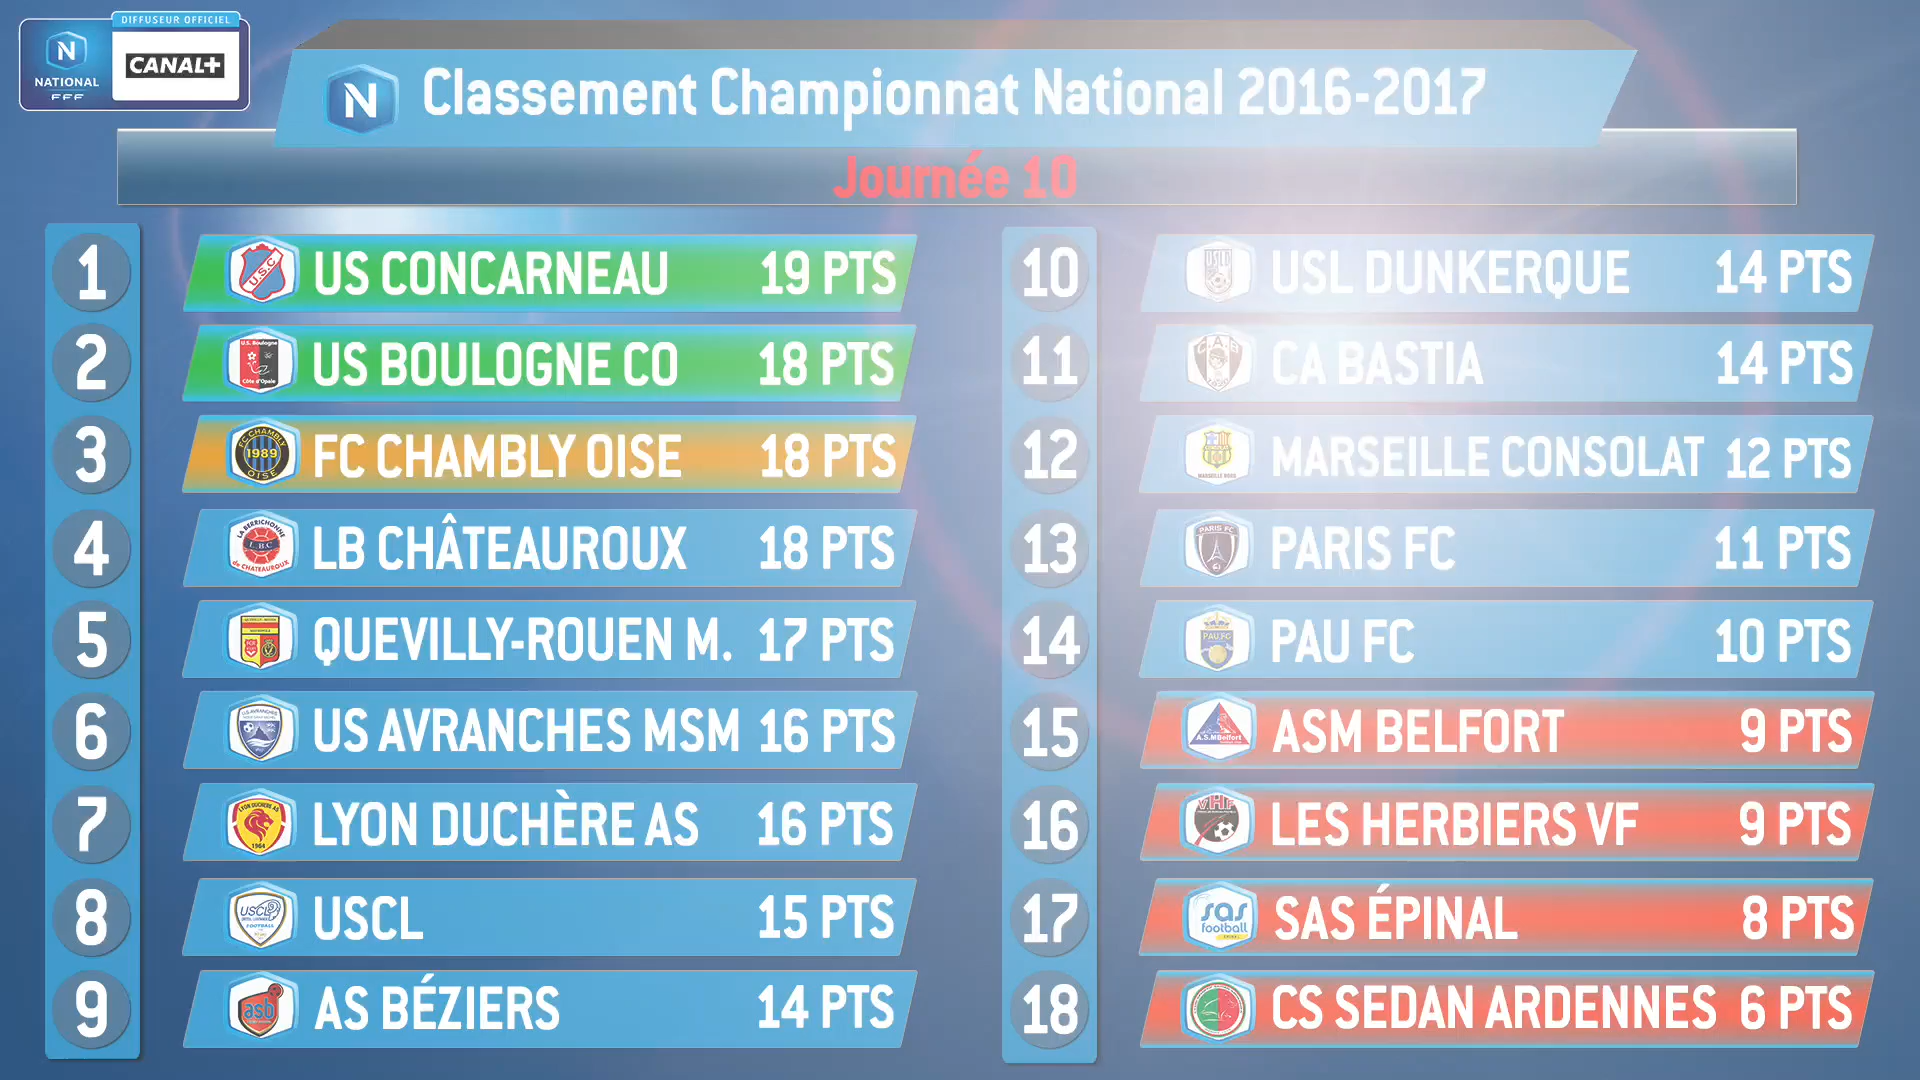 DIFFUSEUR OFFICIEL
N
NATIONAL
FFF
CANAL+
N
Classement Championnat National 2016-2017
Journée 10
1 US CONCARNEAU 19 PTS
2 US BOULOGNE CO 18 PTS
3 FC CHAMBLY OISE 18 PTS
4 LB CHÂTEAUROUX 18 PTS
5 QUEVILLY-ROUEN M. 17 PTS
6 US AVRANCHES MSM 16 PTS
7 LYON DUCHÈRE AS 16 PTS
8 USCL 15 PTS
9 AS BÉZIERS 14 PTS
10 USL DUNKERQUE 14 PTS
11 CA BASTIA 14 PTS
12 MARSEILLE CONSOLAT 12 PTS
13 PARIS FC 11 PTS
14 PAU FC 10 PTS
15 ASM BELFORT 9 PTS
16 LES HERBIERS VF 9 PTS
17 SAS ÉPINAL 8 PTS
18 CS SEDAN ARDENNES 6 PTS